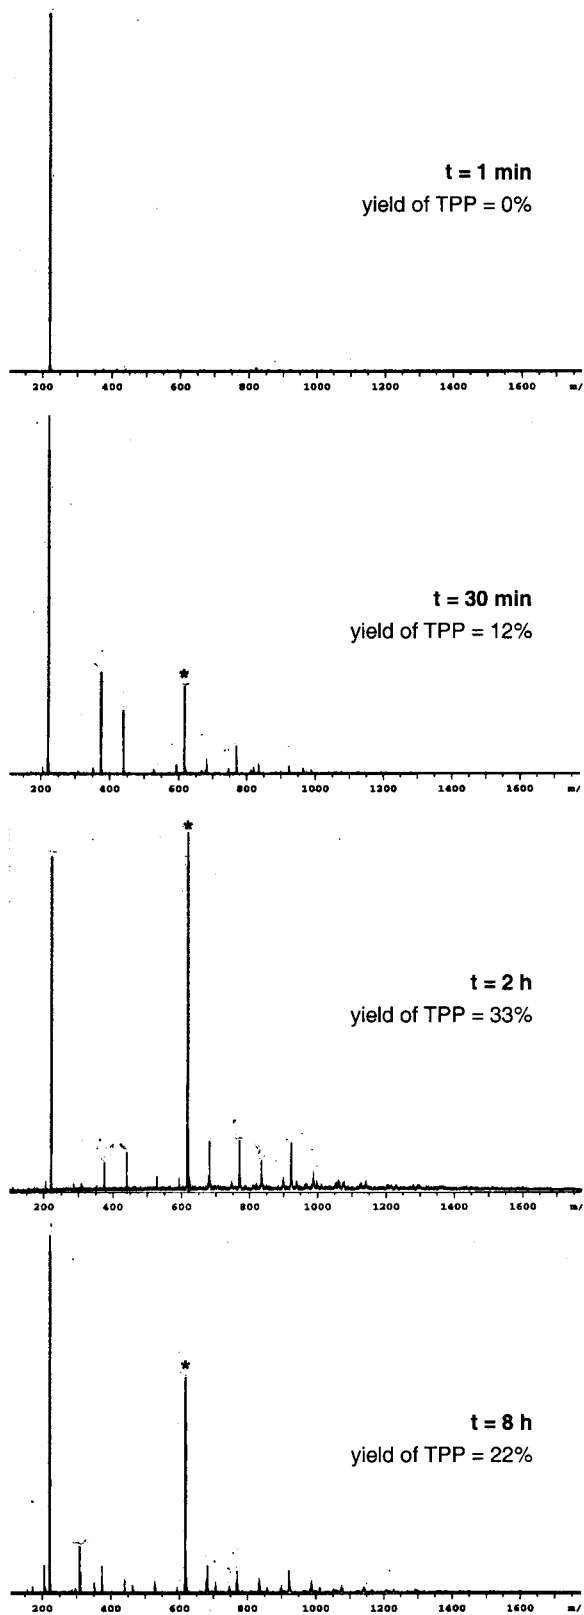 t = 1 min
yield of TPP = 0%
200 400 600 800 1000 1200 1400 1600 m/
*
t = 30 min
yield of TPP = 12%
200 400 600 800 1000 1200 1400 1600 m/
*
t = 2 h
yield of TPP = 33%
200 400 600 800 1000 1200 1400 1600 m/
*
t = 8 h
yield of TPP = 22%
200 400 600 800 1000 1200 1400 1600 m/